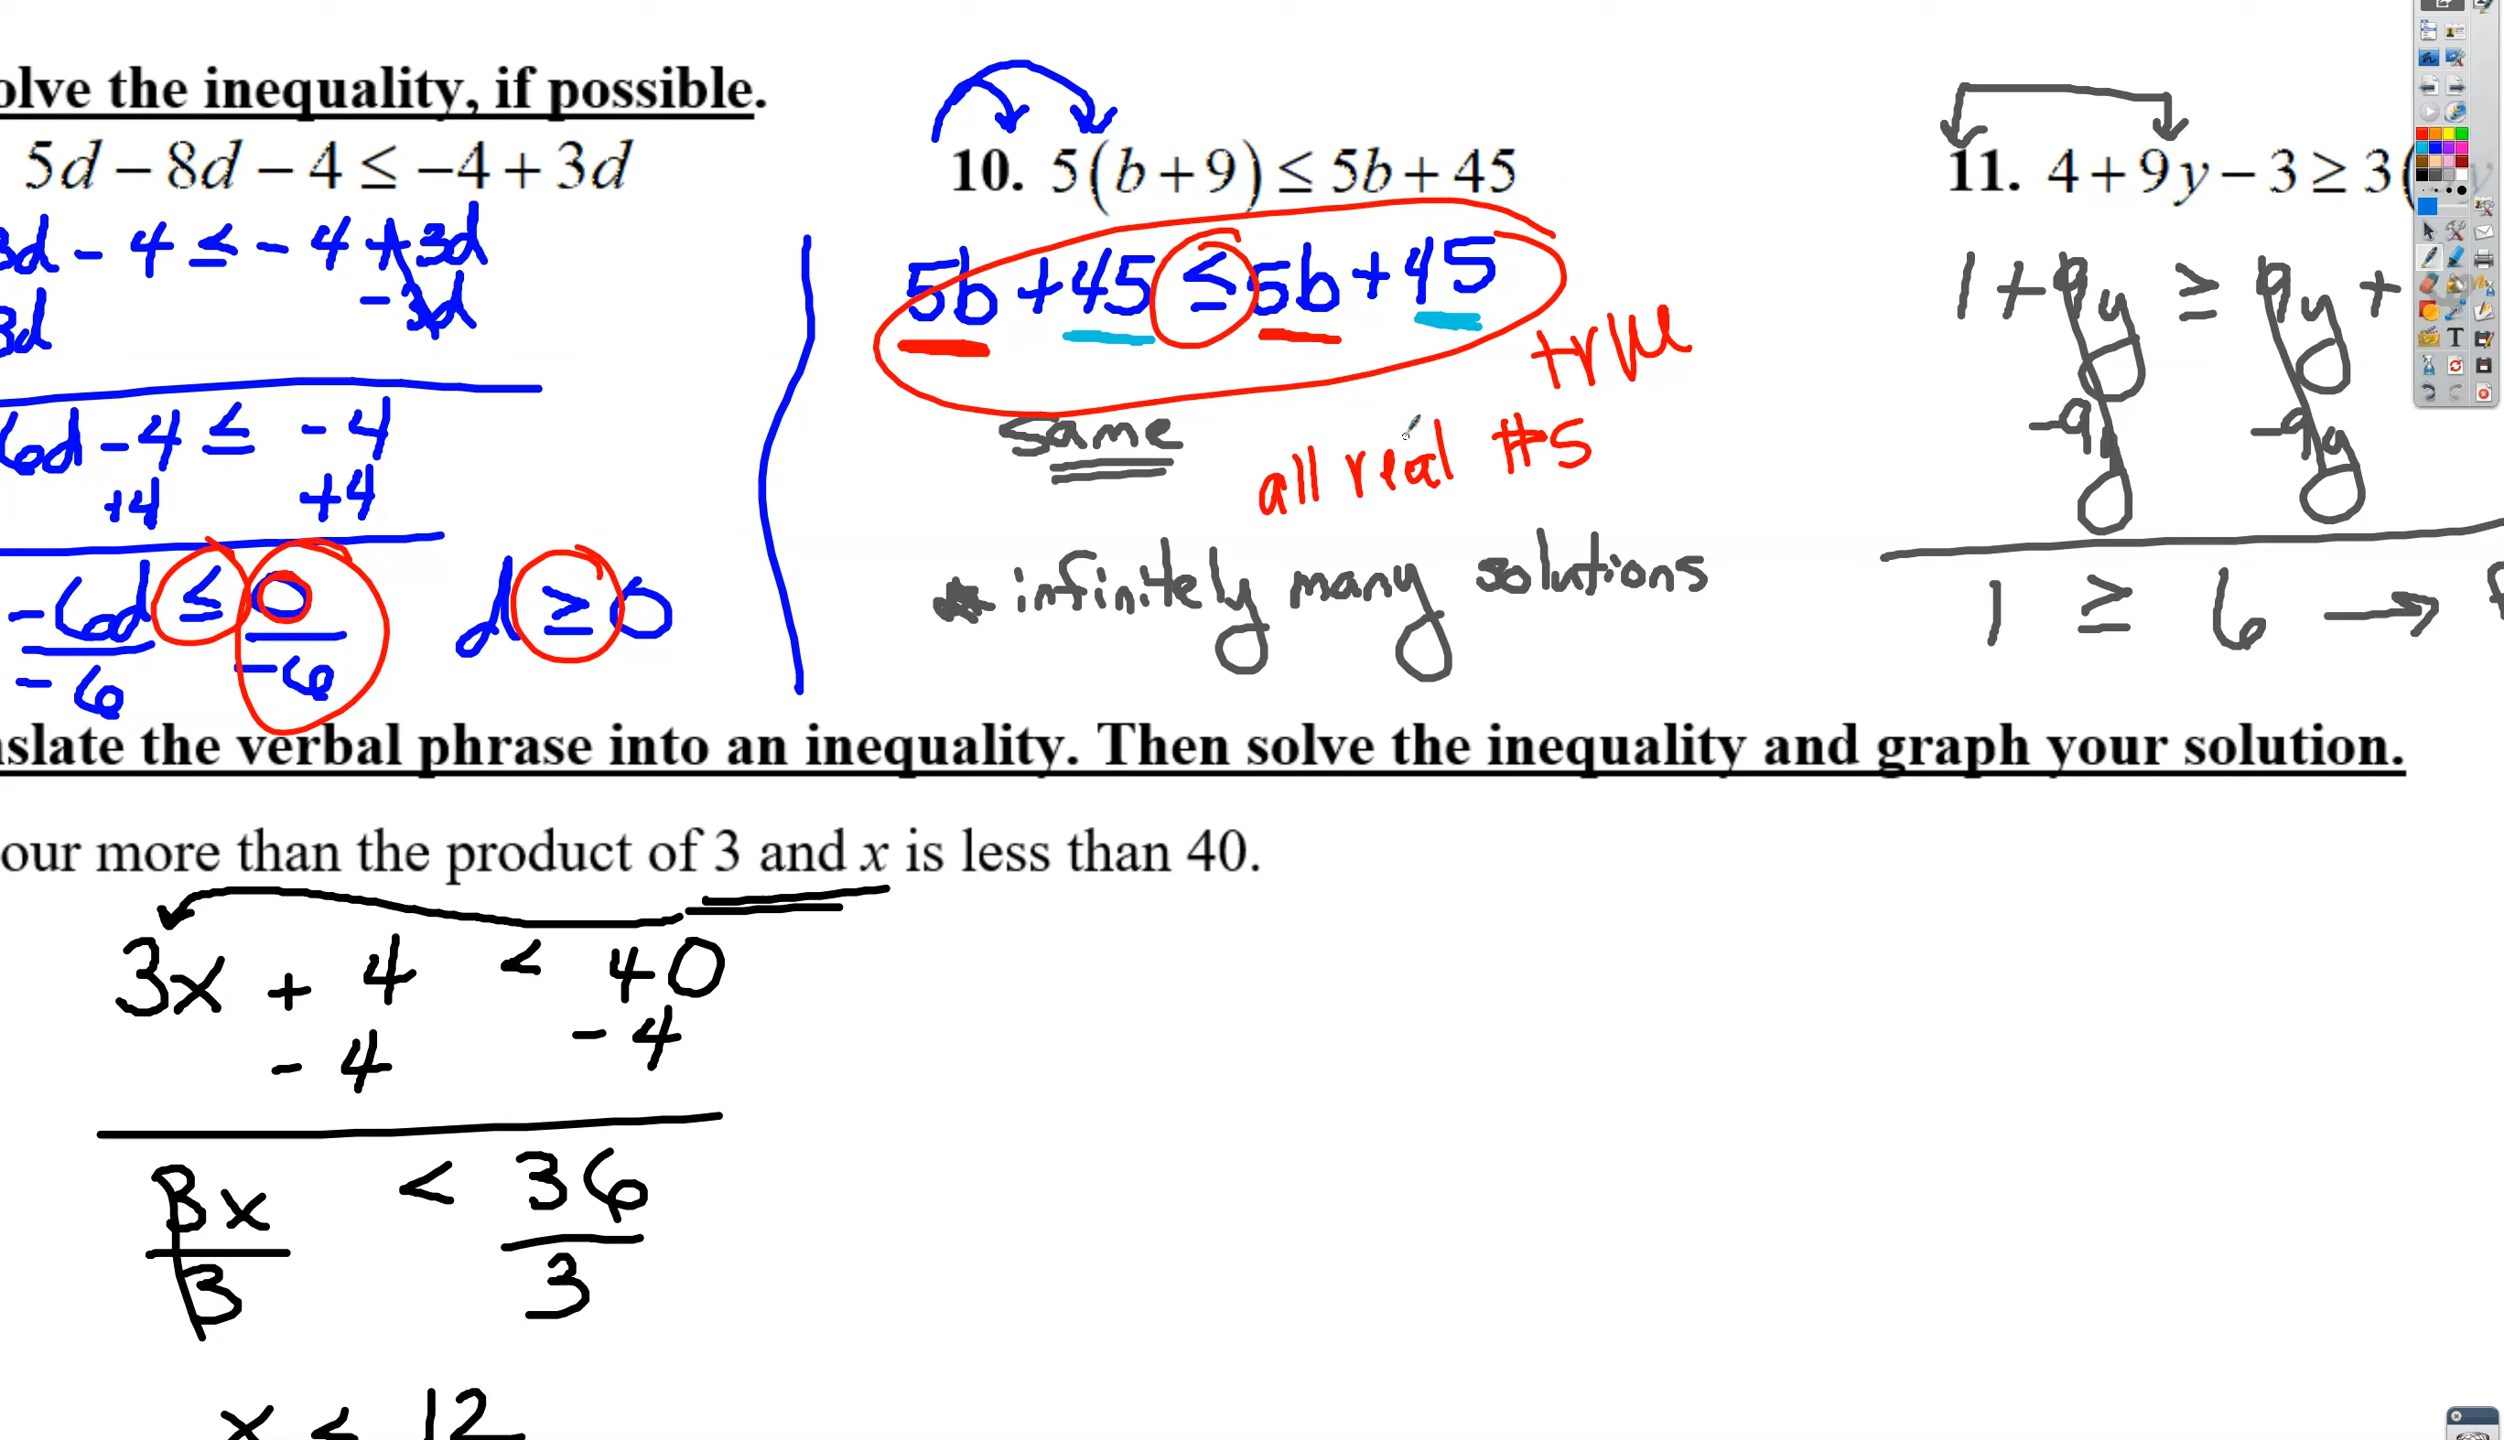 olve the inequality, if possible.
5d − 8d − 4 ≤ −4 + 3d
3d - 4 ≤ - 4 + 3d
3d - 3d
6d - 4 ≤ - 4
+4 +4
-6d ≤ 0 d ≥ 0
-6 -6
10. 5(b + 9) ≤ 5b + 45
5b + 45 ≤ 5b + 45
true
same
all real #s
infinitely many solutions
11. 4 + 9y − 3 ≥ 3(
1 + 9y ≥ 9y +
-9y -9y
1 ≥ 6 →
nslate the verbal phrase into an inequality. Then solve the inequality and graph your solution.
our more than the product of 3 and x is less than 40.
3x + 4 < 40
- 4 - 4
3x < 36
3 3
x < 12